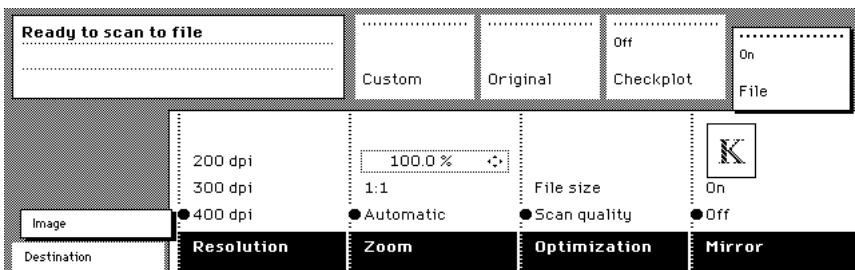 Ready to scan to file
Custom
Original
Off
Checkplot
On
File
200 dpi
300 dpi
400 dpi
Resolution
100.0 %
1:1
Automatic
Zoom
File size
Scan quality
Optimization
K
On
Off
Mirror
Image
Destination